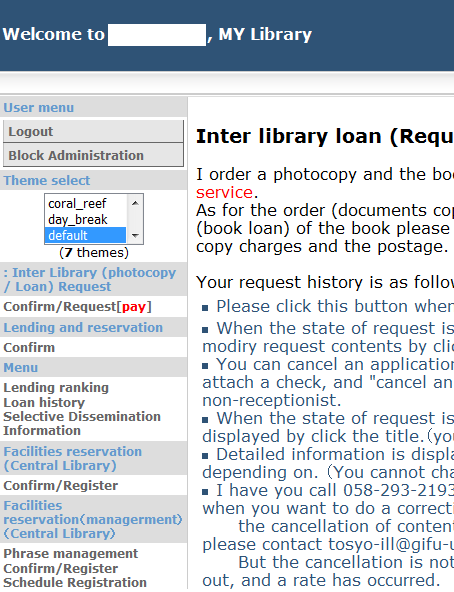 Welcome to , MY Library
User menu
Logout
Block Administration
Theme select
coral_reef
day_break
default
(7 themes)
: Inter Library (photocopy
/ Loan) Request
Confirm/Request[pay]
Lending and reservation
Confirm
Menu
Lending ranking
Loan history
Selective Dissemination
Information
Facilities reservation
(Central Library)
Confirm/Register
Facilities
reservation(management)
(Central Library)
Phrase management
Confirm/Register
Schedule Registration
Inter library loan (Requ
I order a photocopy and the boo
service.
As for the order (documents cop
(book loan) of the book please
copy charges and the postage.
Your request history is as follow
Please click this button when
When the state of request is
modiry request contents by clic
You can cancel an application
attach a check, and "cancel an
non-receptionist.
When the state of request is
displayed by click the title.(you
Detailed information is displa
depending on. (You cannot cha
I have you call 058-293-2193
when you want to do a correcti
the cancellation of content
please contact tosyo-ill@gifu-u
But the cancellation is not
out, and a rate has occurred.